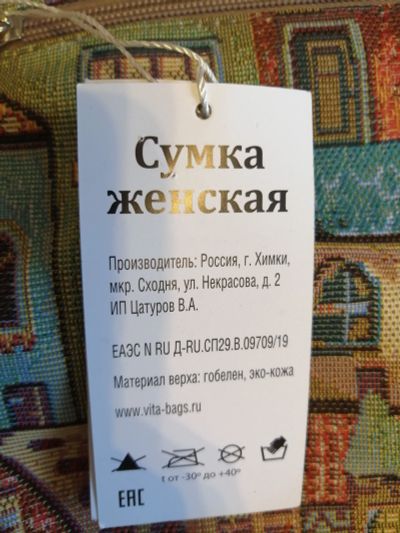 Сумка
женская
Производитель: Россия, г. Химки,
мкр. Сходня, ул. Некрасова, д. 2
ИП Цатуров В.А.
ЕАЭС N RU Д-RU.СП29.В.09709/19
Материал верха: гобелен, эко-кожа
www.vita-bags.ru
t от -30° до +40°
EAC